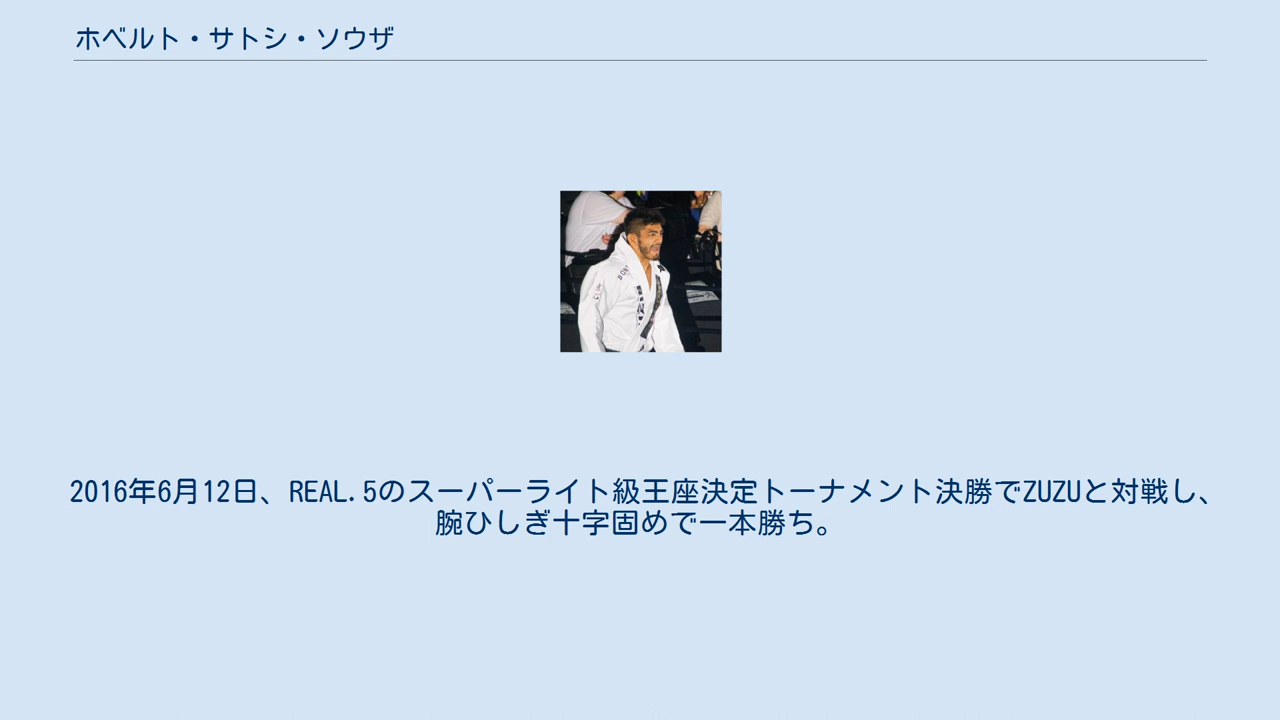 ホベルト・サトシ・ソウザ
2016年6月12日、REAL.5のスーパーライト級王座決定トーナメント決勝でZUZUと対戦し、
腕ひしぎ十字固めで一本勝ち。